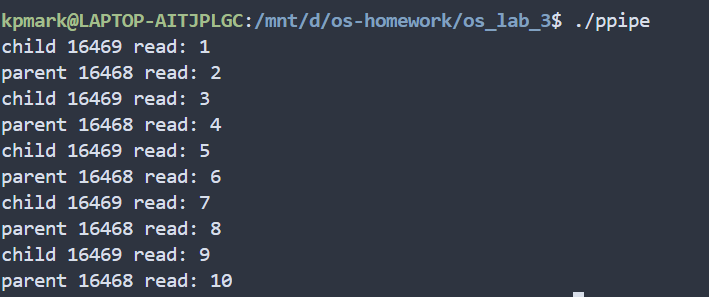 kpmark@LAPTOP-AITJPLGC:/mnt/d/os-homework/os_lab_3$ ./ppipe
child 16469 read: 1
parent 16468 read: 2
child 16469 read: 3
parent 16468 read: 4
child 16469 read: 5
parent 16468 read: 6
child 16469 read: 7
parent 16468 read: 8
child 16469 read: 9
parent 16468 read: 10